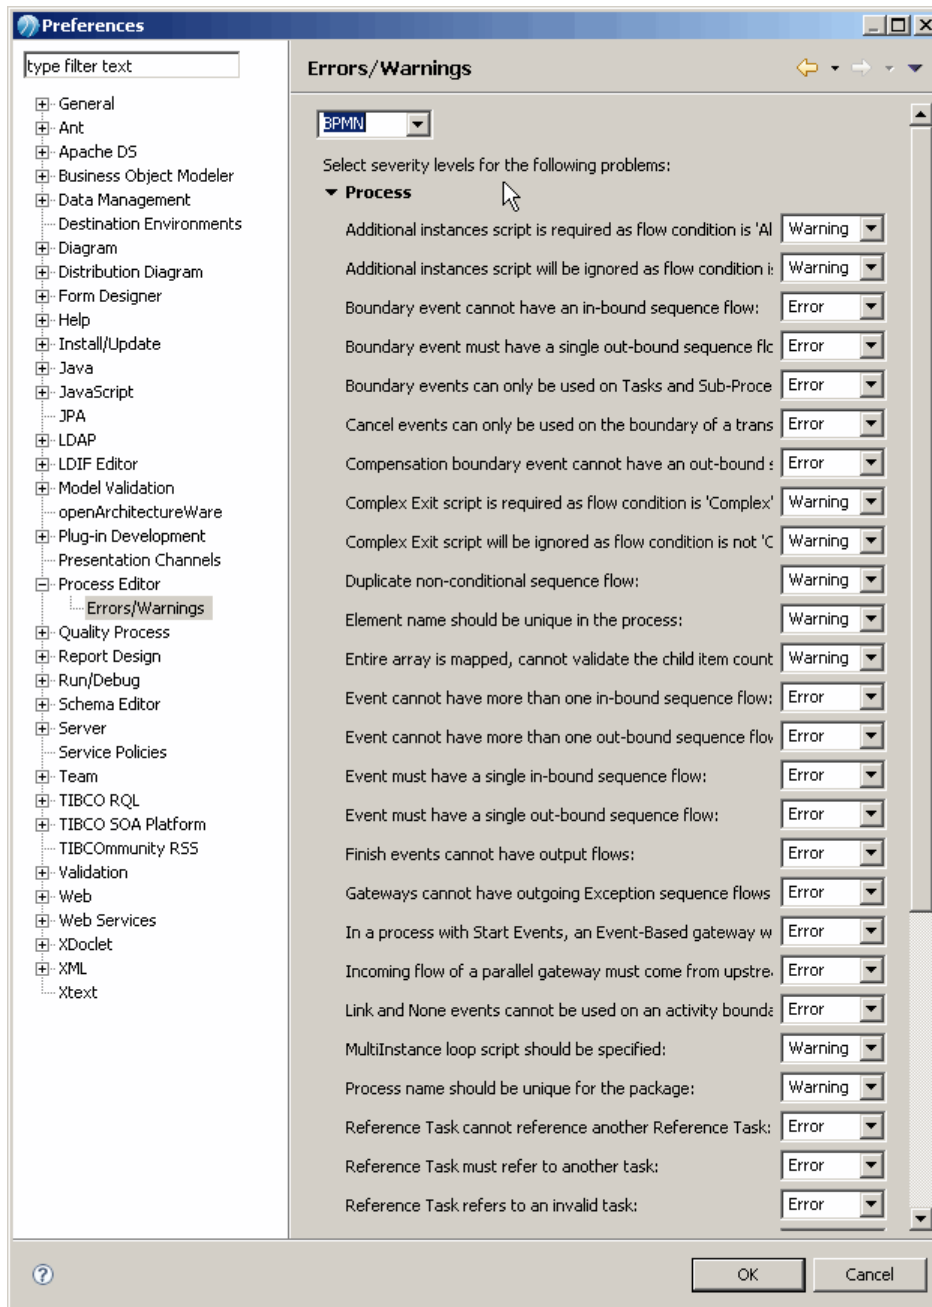 Preferences
type filter text
General
Ant
Apache DS
Business Object Modeler
Data Management
Destination Environments
Diagram
Distribution Diagram
Form Designer
Help
Install/Update
Java
JavaScript
JPA
LDAP
LDIF Editor
Model Validation
openArchitectureWare
Plug-in Development
Presentation Channels
Process Editor
Errors/Warnings
Quality Process
Report Design
Run/Debug
Schema Editor
Server
Service Policies
Team
TIBCO RQL
TIBCO SOA Platform
TIBCOmmunity RSS
Validation
Web
Web Services
XDoclet
XML
Xtext
Errors/Warnings
BPMN
Select severity levels for the following problems:
Process
Additional instances script is required as flow condition is 'Al Warning
Additional instances script will be ignored as flow condition i Warning
Boundary event cannot have an in-bound sequence flow: Error
Boundary event must have a single out-bound sequence flo Error
Boundary events can only be used on Tasks and Sub-Proce Error
Cancel events can only be used on the boundary of a trans Error
Compensation boundary event cannot have an out-bound s Error
Complex Exit script is required as flow condition is 'Complex' Warning
Complex Exit script will be ignored as flow condition is not 'C Warning
Duplicate non-conditional sequence flow: Warning
Element name should be unique in the process: Warning
Entire array is mapped, cannot validate the child item count Warning
Event cannot have more than one in-bound sequence flow: Error
Event cannot have more than one out-bound sequence flow Error
Event must have a single in-bound sequence flow: Error
Event must have a single out-bound sequence flow: Error
Finish events cannot have output flows: Error
Gateways cannot have outgoing Exception sequence flows Error
In a process with Start Events, an Event-Based gateway w Error
Incoming flow of a parallel gateway must come from upstrea Error
Link and None events cannot be used on an activity bounda Error
MultiInstance loop script should be specified: Warning
Process name should be unique for the package: Warning
Reference Task cannot reference another Reference Task: Error
Reference Task must refer to another task: Error
Reference Task refers to an invalid task: Error
OK
Cancel